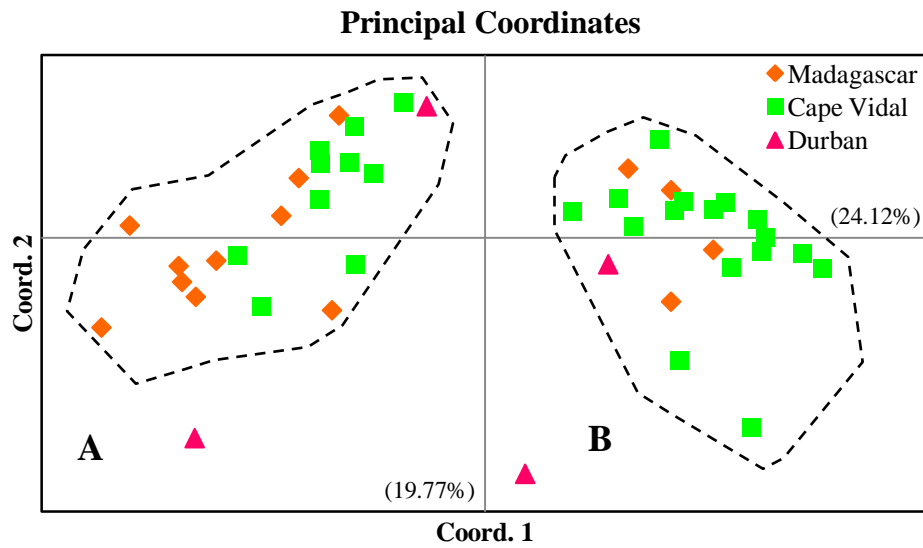 Principal Coordinates
Madagascar
Cape Vidal
Durban
(24.12%)
Coord. 2
A
B
(19.77%)
Coord. 1